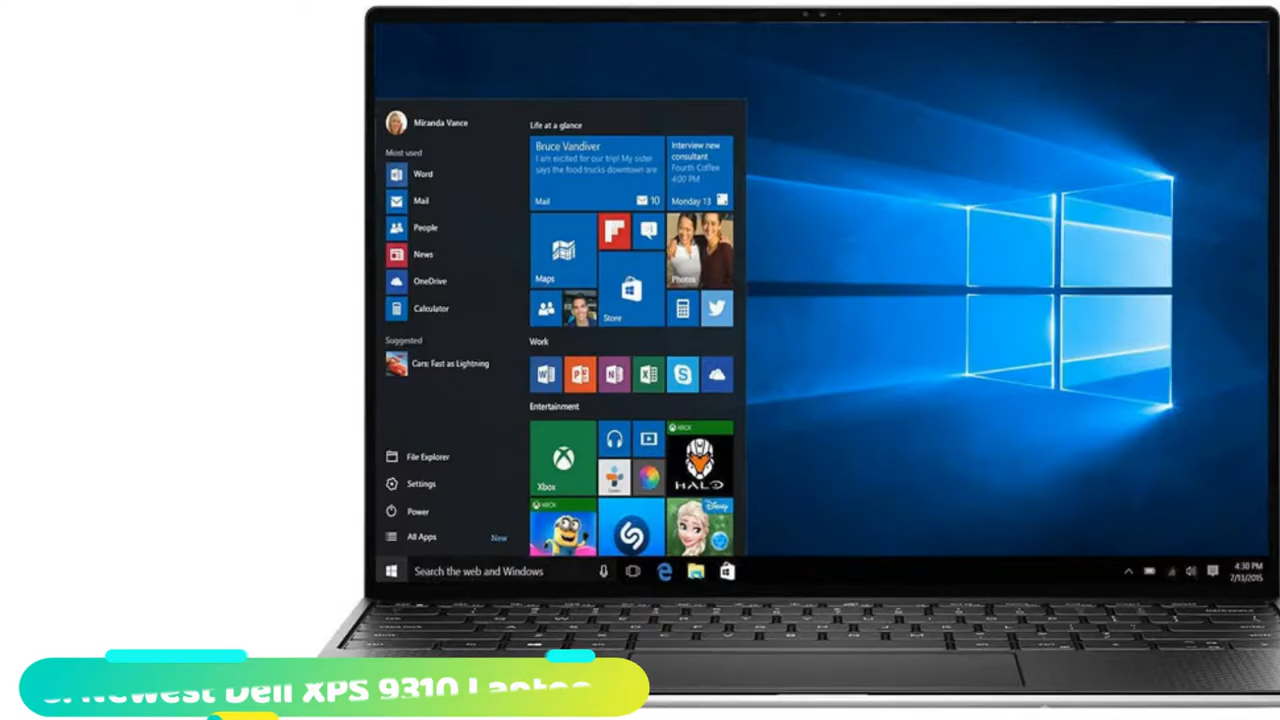 Miranda Vance
Most used
Word
Mail
People
News
OneDrive
Calculator
Suggested
Cars: Fast as Lightning
File Explorer
Settings
Power
All Apps
New
Life at a glance
Bruce Vandiver
I am excited for our trip! My sister
says the food trucks downtown are
Mail
10
Interview new
consultant
Fourth Coffee
4:00 PM
Monday 13
Maps
Store
Photos
Work
Entertainment
Xbox
XBOX
HALO
XBOX
Disney
Search the web and Windows
4:30 PM
7/13/2015
Newest Dell XPS 9310 Laptop